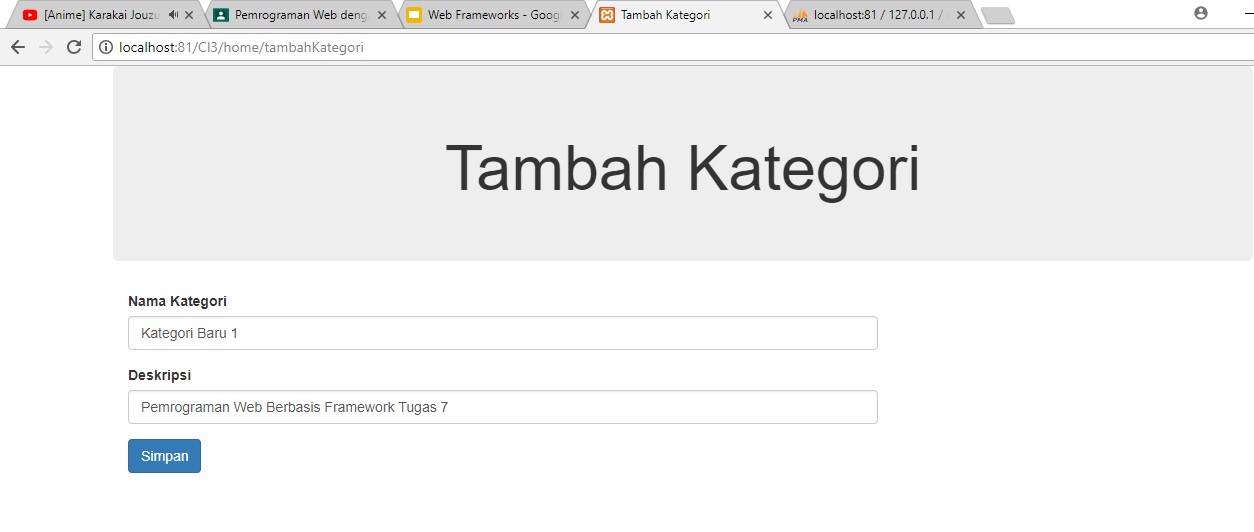 [Anime] Karakai Jouzu
Pemrograman Web deng
Web Frameworks - Goog
Tambah Kategori
localhost:81 / 127.0.0.1 /
localhost:81/CI3/home/tambahKategori
Tambah Kategori
Nama Kategori
Kategori Baru 1
Deskripsi
Pemrograman Web Berbasis Framework Tugas 7
Simpan